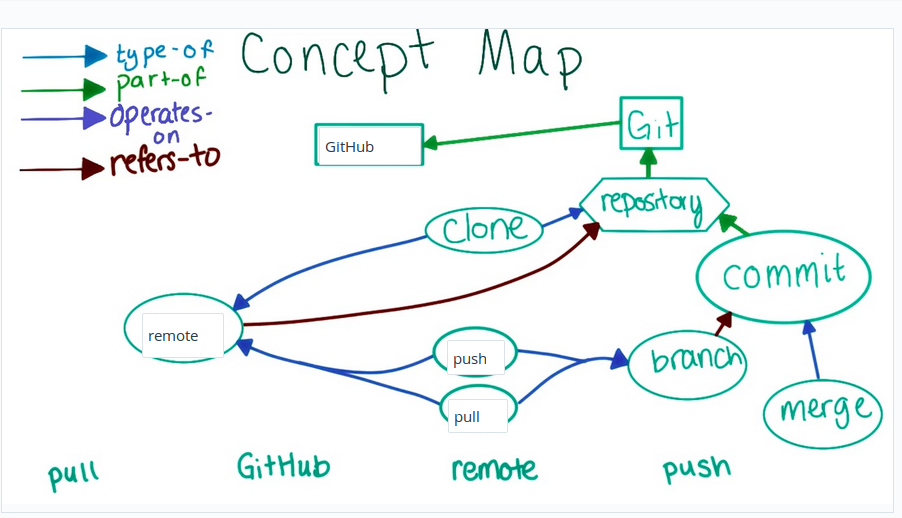 Concept Map
type-of
part-of
operates-
on
refers-to
GitHub
Git
repository
clone
commit
remote
push
branch
pull
merge
pull GitHub remote push